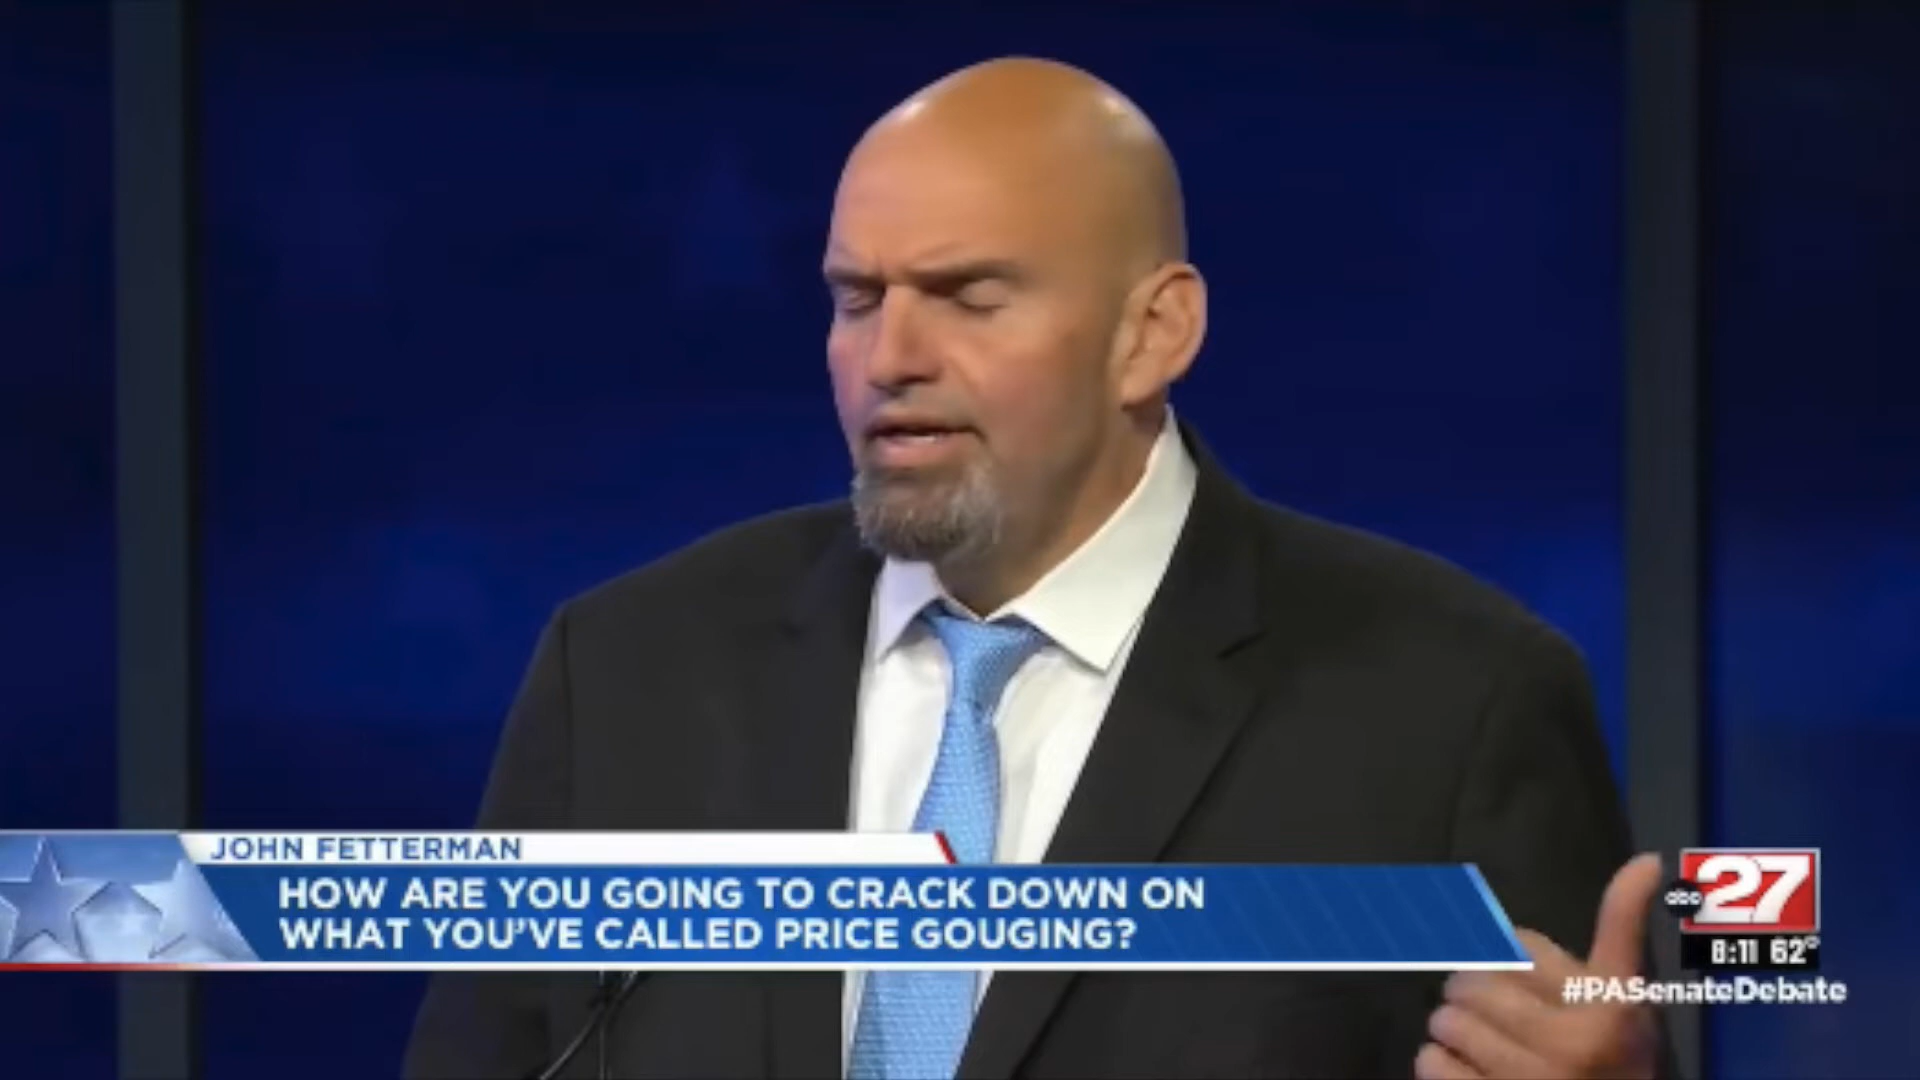 JOHN FETTERMAN
HOW ARE YOU GOING TO CRACK DOWN ON
WHAT YOU'VE CALLED PRICE GOUGING?
abc 27
8:11 62°
#PASenateDebate